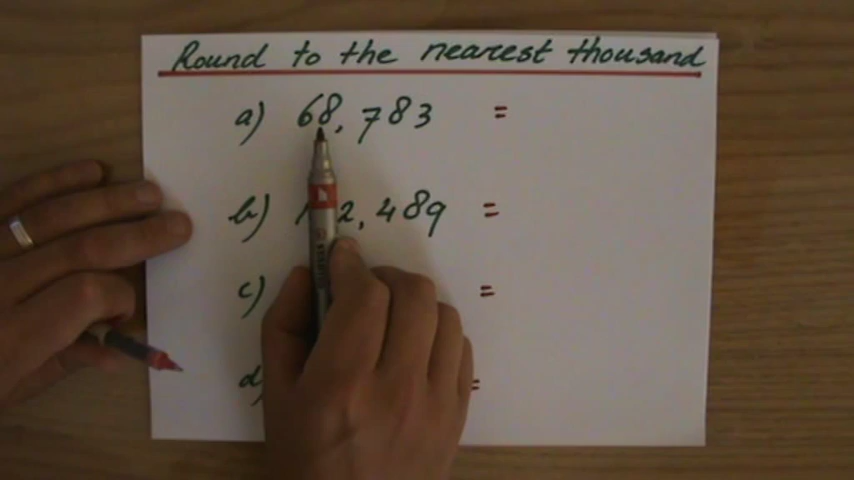 Round to the nearest thousand
a) 68,783 =
b) 2,489 =
c) =
d) =